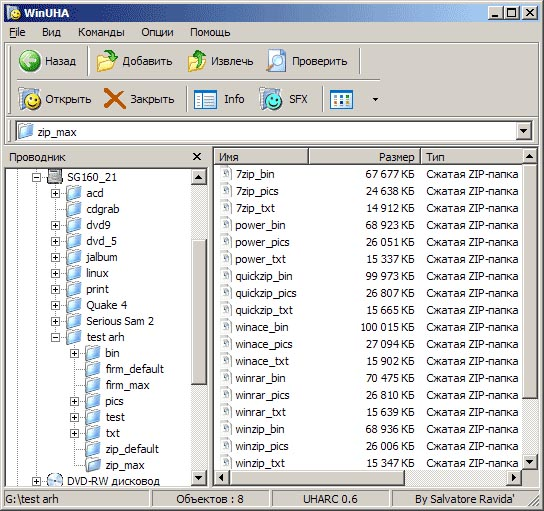 WinUHA
File Вид Команды Опции Помощь
Назад Добавить Извлечь Проверить
Открыть Закрыть Info SFX
zip_max
Проводник ×
SG160_21
acd
cdgrab
dvd9
dvd_5
jalbum
linux
print
Quake 4
Serious Sam 2
test arh
bin
firm_default
firm_max
pics
test
txt
zip_default
zip_max
DVD-RW дисковод
Имя Размер Тип
7zip_bin 67 677 КБ Сжатая ZIP-папка
7zip_pics 24 638 КБ Сжатая ZIP-папка
7zip_txt 14 912 КБ Сжатая ZIP-папка
power_bin 68 923 КБ Сжатая ZIP-папка
power_pics 26 051 КБ Сжатая ZIP-папка
power_txt 15 337 КБ Сжатая ZIP-папка
quickzip_bin 99 973 КБ Сжатая ZIP-папка
quickzip_pics 26 807 КБ Сжатая ZIP-папка
quickzip_txt 15 665 КБ Сжатая ZIP-папка
winace_bin 100 015 КБ Сжатая ZIP-папка
winace_pics 27 094 КБ Сжатая ZIP-папка
winace_txt 15 902 КБ Сжатая ZIP-папка
winrar_bin 70 475 КБ Сжатая ZIP-папка
winrar_pics 26 810 КБ Сжатая ZIP-папка
winrar_txt 15 639 КБ Сжатая ZIP-папка
winzip_bin 68 936 КБ Сжатая ZIP-папка
winzip_pics 26 006 КБ Сжатая ZIP-папка
winzip_txt 15 347 КБ Сжатая ZIP-папка
G:\test arh Объектов : 8 UHARC 0.6 By Salvatore Ravida'